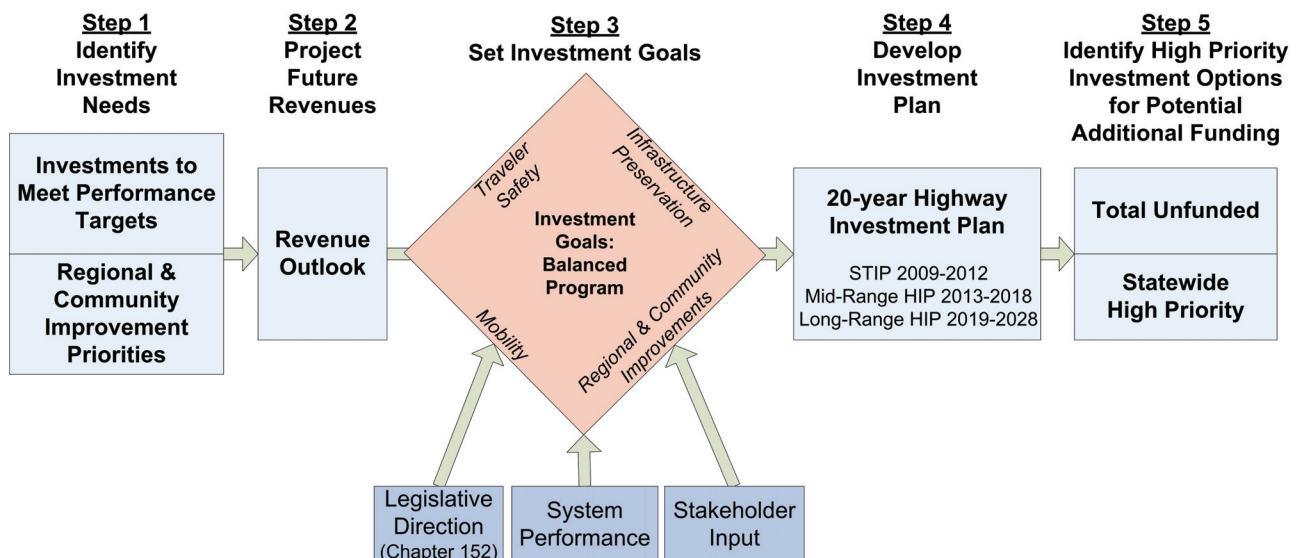 Step 1
Identify
Investment
Needs
Step 2
Project
Future
Revenues
Step 3
Set Investment Goals
Step 4
Develop
Investment
Plan
Step 5
Identify High Priority
Investment Options
for Potential
Additional Funding
Investments to
Meet Performance
Targets
Regional &
Community
Improvement
Priorities
Revenue
Outlook
Traveler
Safety
Infrastructure
Preservation
Investment
Goals:
Balanced
Program
Mobility
Regional & Community
Improvements
20-year Highway
Investment Plan
STIP 2009-2012
Mid-Range HIP 2013-2018
Long-Range HIP 2019-2028
Total Unfunded
Statewide
High Priority
Legislative
Direction
(Chapter 152)
System
Performance
Stakeholder
Input